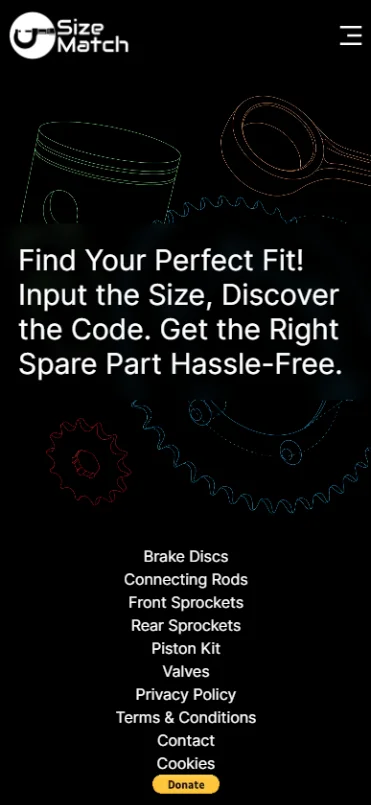 Size
Match
Find Your Perfect Fit!
Input the Size, Discover
the Code. Get the Right
Spare Part Hassle-Free.
Brake Discs
Connecting Rods
Front Sprockets
Rear Sprockets
Piston Kit
Valves
Privacy Policy
Terms & Conditions
Contact
Cookies
Donate